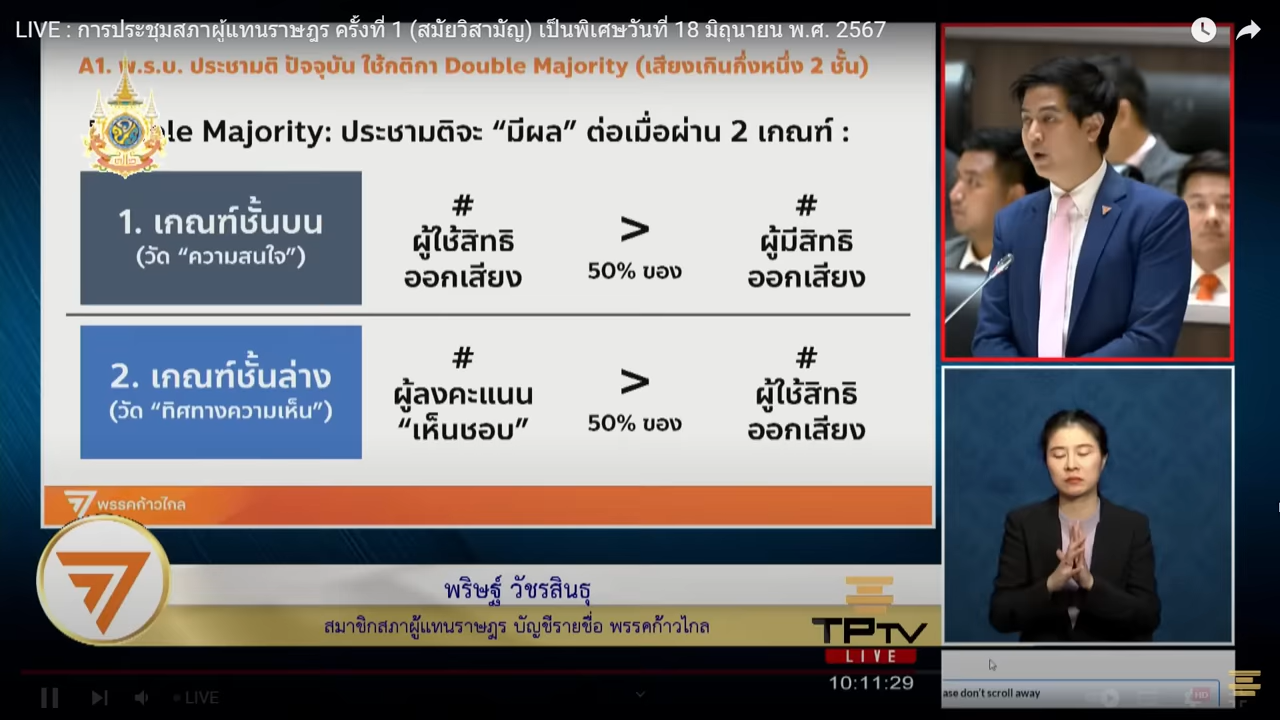 LIVE : การประชุมสภาผู้แทนราษฎร ครั้งที่ 1 (สมัยวิสามัญ) เป็นพิเศษวันที่ 18 มิถุนายน พ.ศ. 2567
A1. พ.ร.บ. ประชามติ ปัจจุบัน ใช้กติกา Double Majority (เสียงเกินกึ่งหนึ่ง 2 ชั้น)
le Majority: ประชามติจะ “มีผล” ต่อเมื่อผ่าน 2 เกณฑ์ :
1. เกณฑ์ชั้นบน
(วัด “ความสนใจ”)
#
ผู้ใช้สิทธิ
ออกเสียง
>
50% ของ
#
ผู้มีสิทธิ
ออกเสียง
2. เกณฑ์ชั้นล่าง
(วัด “ทิศทางความเห็น”)
#
ผู้ลงคะแนน
“เห็นชอบ”
>
50% ของ
#
ผู้ใช้สิทธิ
ออกเสียง
พรรคก้าวไกล
พริษฐ์ วัชรสินธุ
สมาชิกสภาผู้แทนราษฎร บัญชีรายชื่อ พรรคก้าวไกล
TPTV
LIVE
10:11:29
LIVE
ase don't scroll away
HD